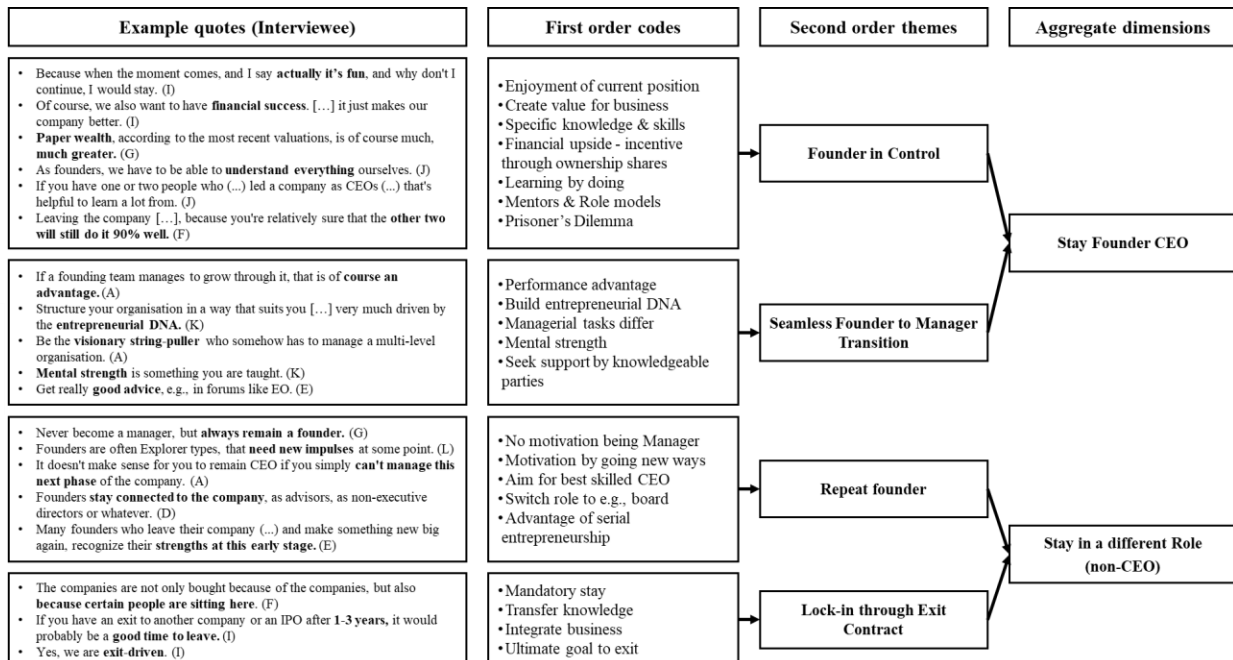 Example quotes (Interviewee)
First order codes
Second order themes
Aggregate dimensions
• Because when the moment comes, and I say actually it's fun, and why don't I
continue, I would stay. (I)
• Of course, we also want to have financial success. […] it just makes our
company better. (I)
• Paper wealth, according to the most recent valuations, is of course much,
much greater. (G)
• As founders, we have to be able to understand everything ourselves. (J)
• If you have one or two people who (...) led a company as CEOs (...) that's
helpful to learn a lot from. (J)
• Leaving the company […], because you're relatively sure that the other two
will still do it 90% well. (F)
• Enjoyment of current position
• Create value for business
• Specific knowledge & skills
• Financial upside - incentive
through ownership shares
• Learning by doing
• Mentors & Role models
• Prisoner's Dilemma
Founder in Control
Stay Founder CEO
• If a founding team manages to grow through it, that is of course an
advantage. (A)
• Structure your organisation in a way that suits you […] very much driven by
the entrepreneurial DNA. (K)
• Be the visionary string-puller who somehow has to manage a multi-level
organisation. (A)
• Mental strength is something you are taught. (K)
• Get really good advice, e.g., in forums like EO. (E)
• Performance advantage
• Build entrepreneurial DNA
• Managerial tasks differ
• Mental strength
• Seek support by knowledgeable
parties
Seamless Founder to Manager
Transition
• Never become a manager, but always remain a founder. (G)
• Founders are often Explorer types, that need new impulses at some point. (L)
• It doesn't make sense for you to remain CEO if you simply can't manage this
next phase of the company. (A)
• Founders stay connected to the company, as advisors, as non-executive
directors or whatever. (D)
• Many founders who leave their company (...) and make something new big
again, recognize their strengths at this early stage. (E)
• No motivation being Manager
• Motivation by going new ways
• Aim for best skilled CEO
• Switch role to e.g., board
• Advantage of serial
entrepreneurship
Repeat founder
Stay in a different Role
(non-CEO)
• The companies are not only bought because of the companies, but also
because certain people are sitting here. (F)
• If you have an exit to another company or an IPO after 1-3 years, it would
probably be a good time to leave. (I)
• Yes, we are exit-driven. (I)
• Mandatory stay
• Transfer knowledge
• Integrate business
• Ultimate goal to exit
Lock-in through Exit
Contract